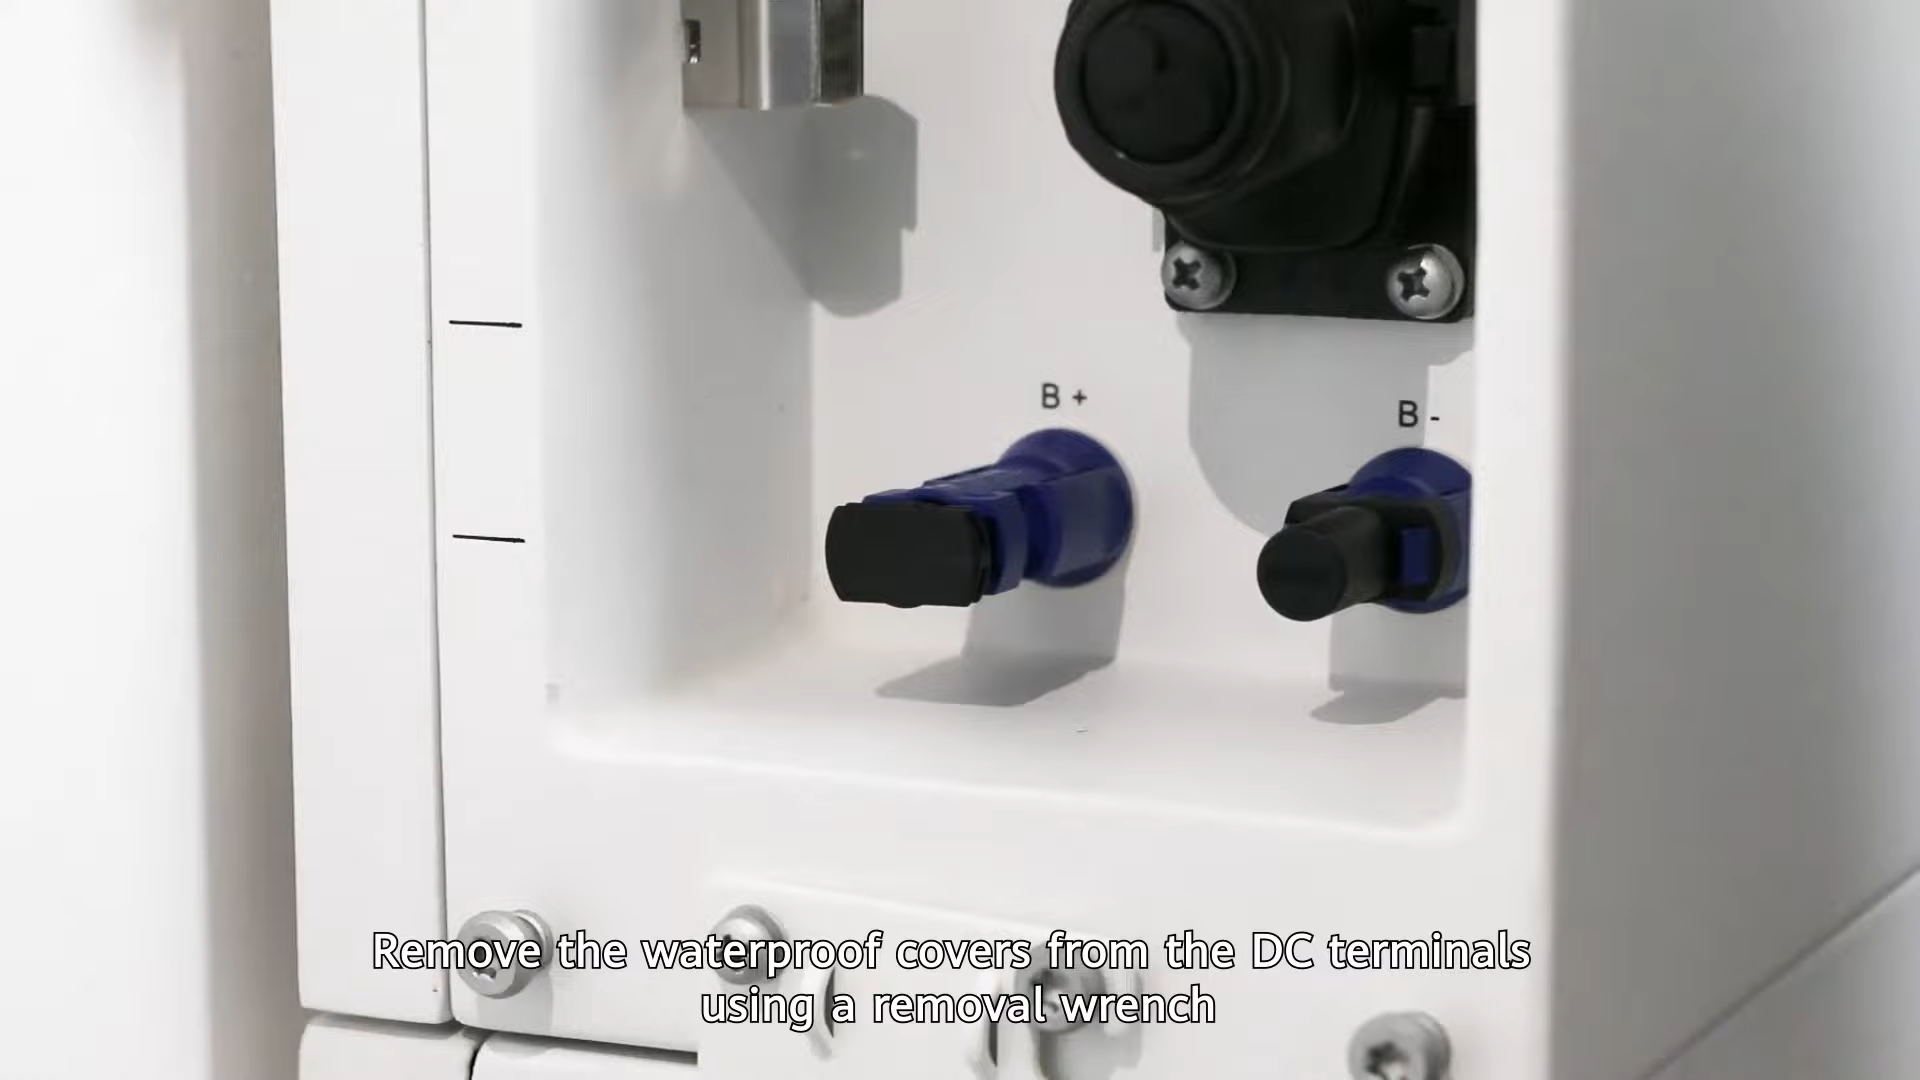 B +
B -
Remove the waterproof covers from the DC terminals
using a removal wrench